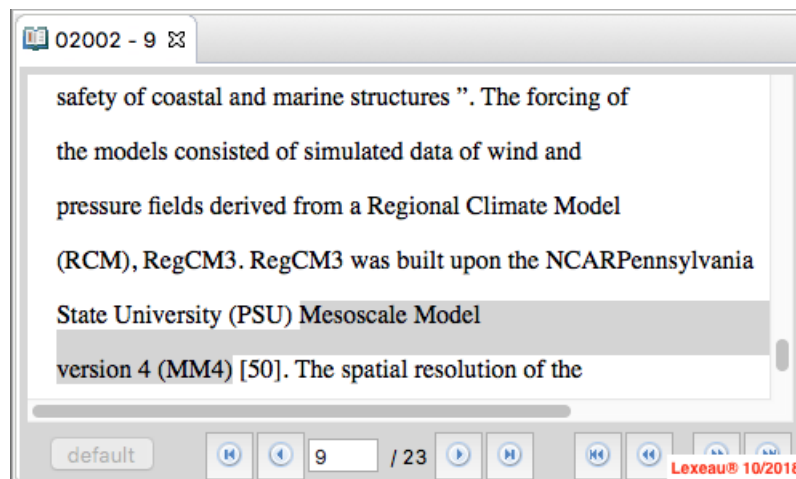 02002 - 9
safety of coastal and marine structures ”. The forcing of
the models consisted of simulated data of wind and
pressure fields derived from a Regional Climate Model
(RCM), RegCM3. RegCM3 was built upon the NCARPennsylvania
State University (PSU) Mesoscale Model
version 4 (MM4) [50]. The spatial resolution of the
default 9 / 23
Lexeau® 10/2018